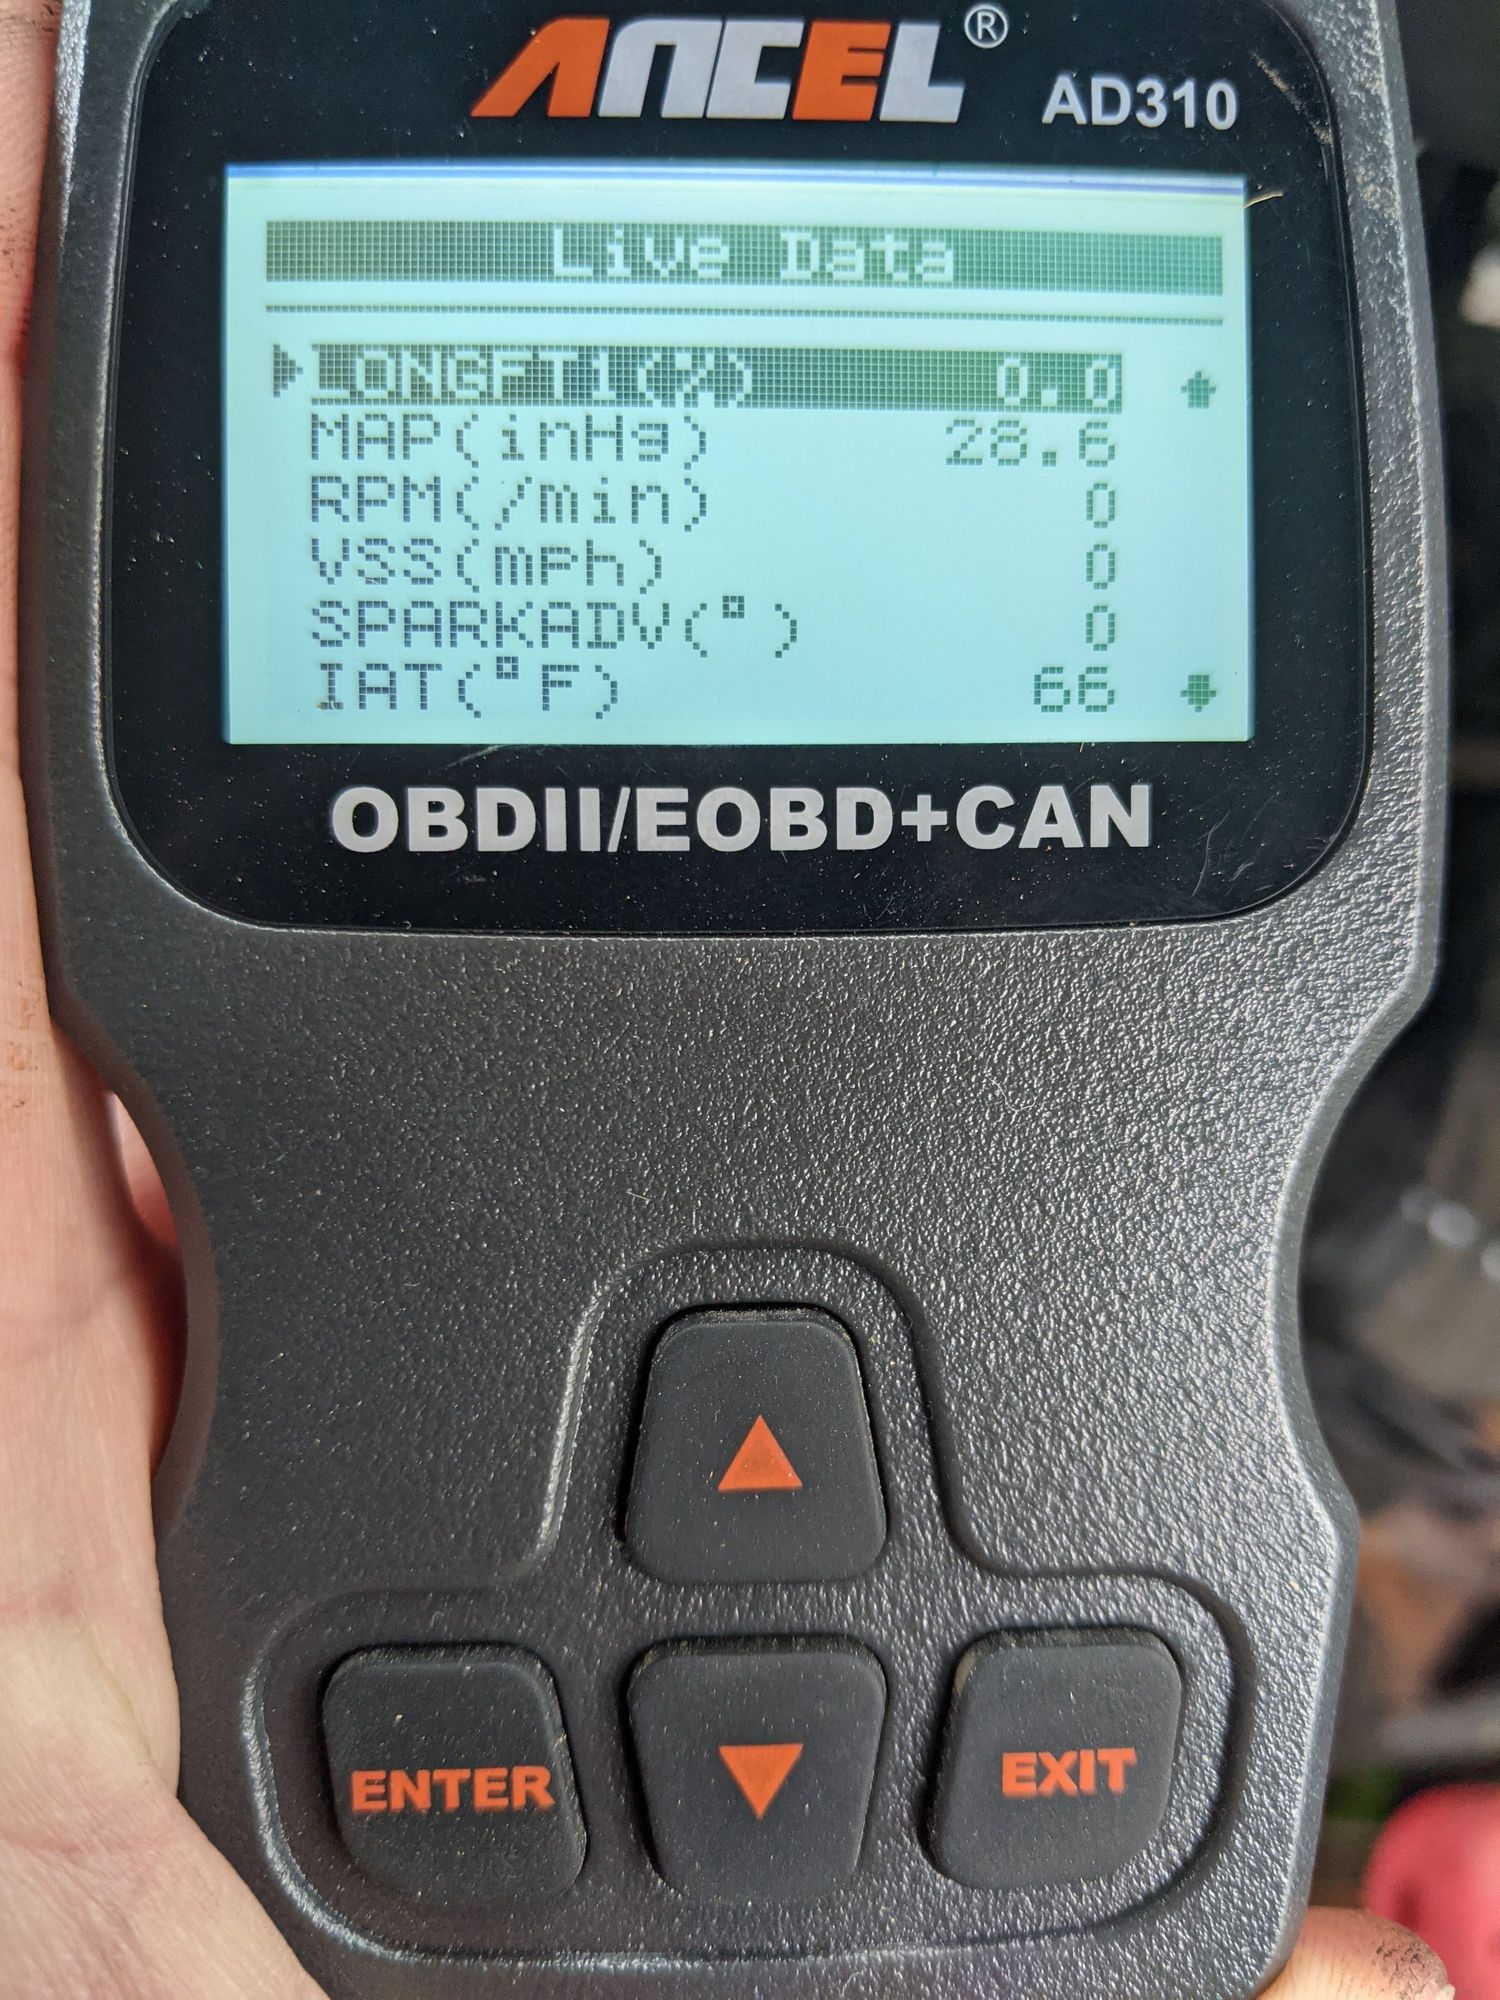 ANCEL® AD310
Live Data
LONGFT1(%) 0.0
MAP(inHg) 28.6
RPM(/min) 0
VSS(mph) 0
SPARKADV(°) 0
IAT(°F) 66
OBDII/EOBD+CAN
ENTER EXIT